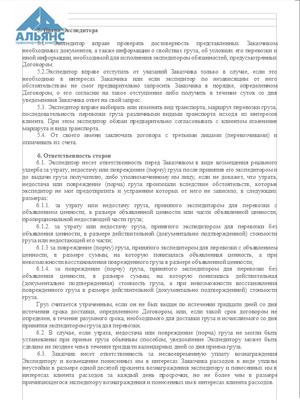 АЛЬЯНС
5. Права Экспедитора
5.1. Экспедитор вправе проверять достоверность представленных Заказчиком
необходимых документов, а также информации о свойствах груза, об условиях его перевозки и
иной информации, необходимой для исполнения экспедитором обязанностей, предусмотренных
Договором.
5.2.Экспедитор вправе отступить от указаний Заказчика только в случае, если это
необходимо в интересах Заказчика или если экспедитор по независящим от него
обстоятельствам не смог предварительно запросить Заказчика в порядке, определенном
Договором, о его согласии на такое отступление либо получить в течение суток со дня
уведомления Заказчика ответ на свой запрос.
5.3. Экспедитор вправе выбирать или изменять вид транспорта, маршрут перевозки груза,
последовательность перевозки груза различными видами транспорта исходя из интересов
клиента. При этом экспедитор обязан предварительно согласовывать с клиентом изменения
маршрута и вида транспорта.
5.4. От своего имени заключать договора с третьими лицами (перевозчиками) и
оплачивать их счета.
6. Ответственность сторон
6.1. Экспедитор несет ответственность перед Заказчиком в виде возмещения реального
ущерба за утрату, недостачу или повреждение (порчу) груза после принятия его экспедитором и
до выдачи груза получателю, либо уполномоченному им лицу, если не докажет, что утрата,
недостача или повреждение (порча) груза произошли вследствие обстоятельств, которые
экспедитор не мог предотвратить и устранение которых от него не зависело, в следующих
размерах:
6.1.1. за утрату или недостачу груза, принятого экспедитором для перевозки с
объявлением ценности, в размере объявленной ценности или части объявленной ценности,
пропорциональной недостающей части груза;
6.1.2. за утрату или недостачу груза, принятого экспедитором для перевозки без
объявления ценности, в размере действительной (документально подтвержденной) стоимости
груза или недостающей его части;
6.1.3 за повреждение (порчу) груза, принятого экспедитором для перевозки с объявлением
ценности, в размере суммы, на которую понизилась объявленная ценность, а при
невозможности восстановления поврежденного груза в размере объявленной ценности;
6.1.4. за повреждение (порчу) груза, принятого экспедитором для перевозки без
объявления ценности, в размере суммы, на которую понизилась действительная
(документально подтвержденная) стоимость груза, а при невозможности восстановления
поврежденного груза в размере действительной (документально подтвержденной) стоимости
груза.
Груз считается утраченным, если он не был выдан по истечении тридцати дней со дня
истечения срока доставки, определенного Договором, или, если такой срок договором не
определен, в течение разумного срока, необходимого для доставки груза и исчисляемого со дня
принятия экспедитором груза для перевозки.
6.2. В случае, если утрата, недостача или повреждение (порча) груза не могли быть
установлены при приеме груза обычным способом, уведомление Экспедитору может быть
сделано не позднее чем в течение тридцати календарных дней со дня приема груза.
6.3. Заказчик несет ответственность за несвоевременную уплату вознаграждения
Экспедитору и возмещение понесенных им в интересах Заказчика расходов в виде уплаты
неустойки в размере одной десятой процента вознаграждения экспедитору и понесенных им в
интересах клиента расходов за каждый день просрочки, но не более чем в размере
причитающегося экспедитору вознаграждения и понесенных им в интересах клиента расходов.